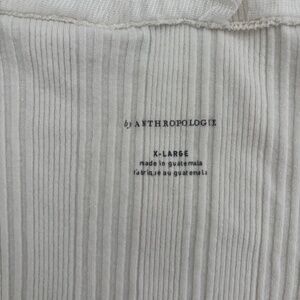 by ANTHROPOLOGIE
X-LARGE
made in guatemala
fabriqué au guatemala